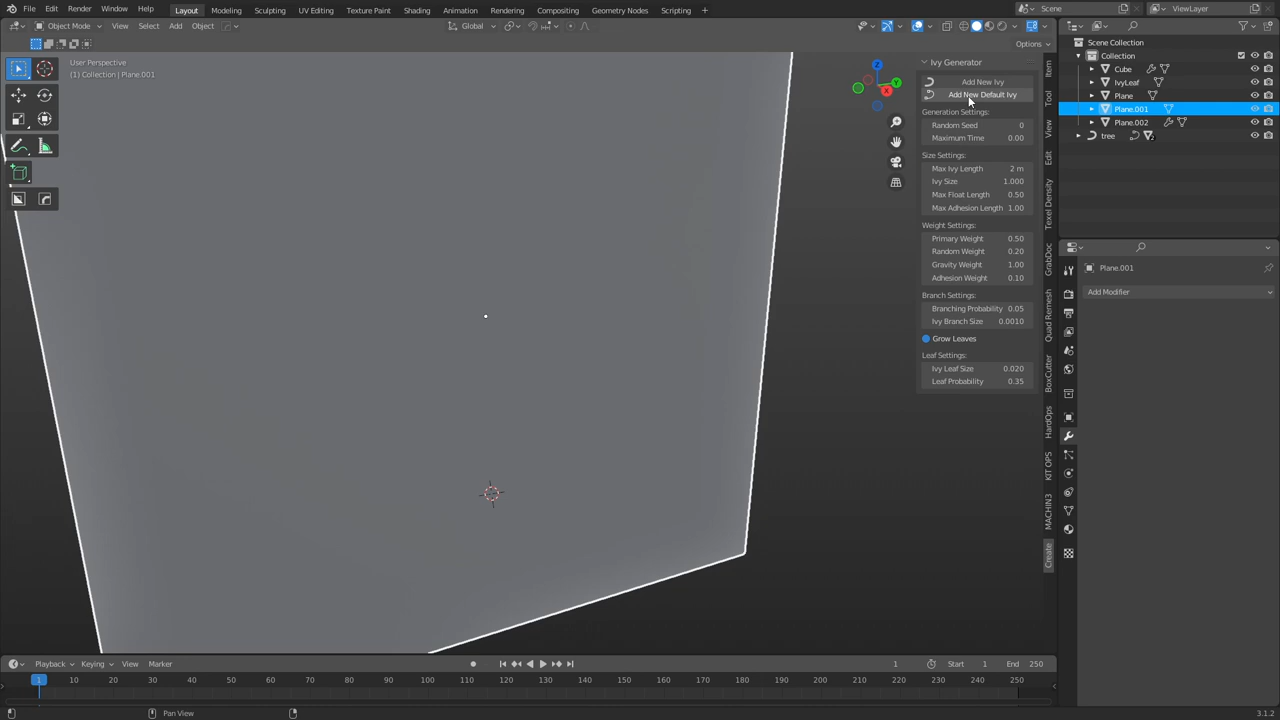 File Edit Render Window Help
Layout Modeling Sculpting UV Editing Texture Paint Shading Animation Rendering Compositing Geometry Nodes Scripting +
Scene
ViewLayer
Object Mode View Select Add Object
Global
Options
User Perspective
(1) Collection | Plane.001
Z
Y
X
Ivy Generator
Add New Ivy
Add New Default Ivy
Generation Settings:
Random Seed 0
Maximum Time 0.00
Size Settings:
Max Ivy Length 2 m
Ivy Size 1.000
Max Float Length 0.50
Max Adhesion Length 1.00
Weight Settings:
Primary Weight 0.50
Random Weight 0.20
Gravity Weight 1.00
Adhesion Weight 0.10
Branch Settings:
Branching Probability 0.05
Ivy Branch Size 0.0010
Grow Leaves
Leaf Settings:
Ivy Leaf Size 0.020
Leaf Probability 0.35
Item
Tool
View
Edit
Texel Density
GrabDoc
Quad Remesh
BoxCutter
HardOps
KIT OPS
MACHIN3
Create
Scene Collection
Collection
Cube
IvyLeaf
Plane
Plane.001
Plane.002
tree
Plane.001
Add Modifier
Playback Keying View Marker
1 Start 1 End 250
1 10 20 30 40 50 60 70 80 90 100 110 120 130 140 150 160 170 180 190 200 210 220 230 240 250
Pan View
3.1.2